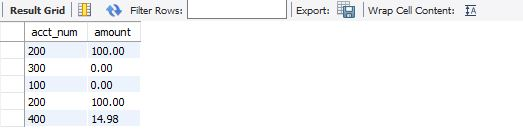 Result Grid Filter Rows: Export: Wrap Cell Content: IA
acct_num amount
200 100.00
300 0.00
100 0.00
200 100.00
400 14.98